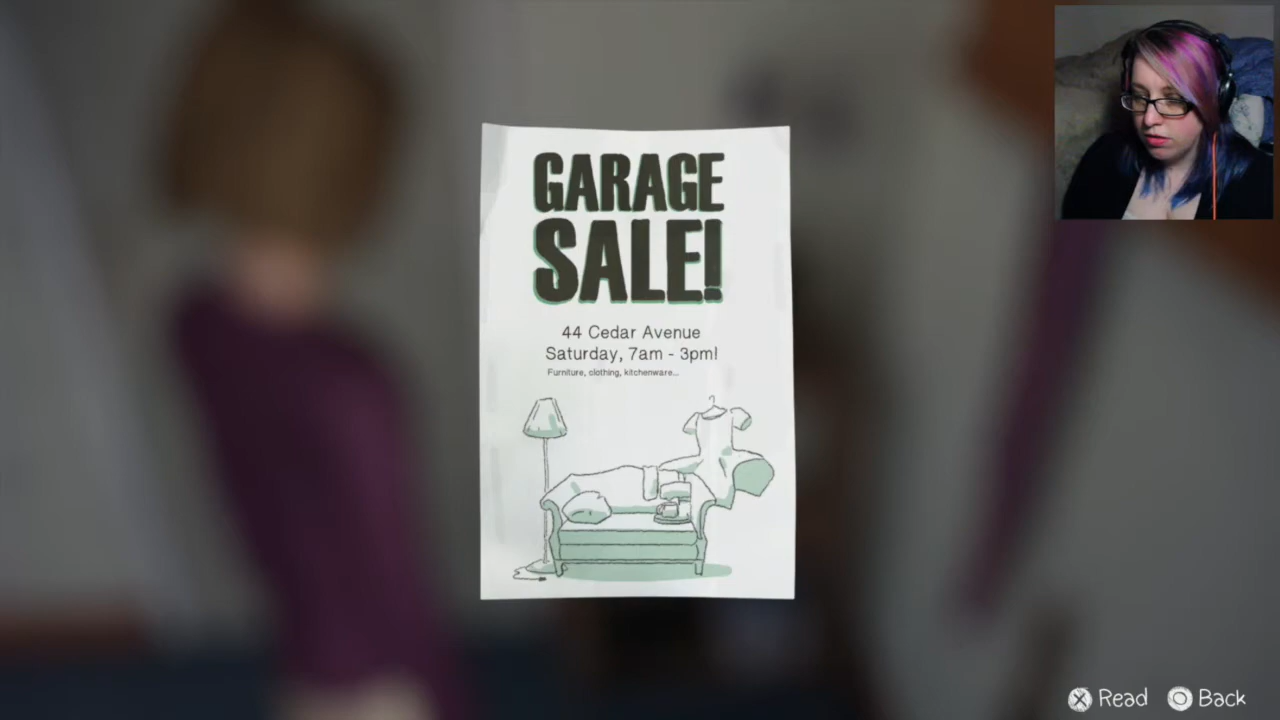 GARAGE
SALE!
44 Cedar Avenue
Saturday, 7am - 3pm!
Furniture, clothing, kitchenware...
Read
Back